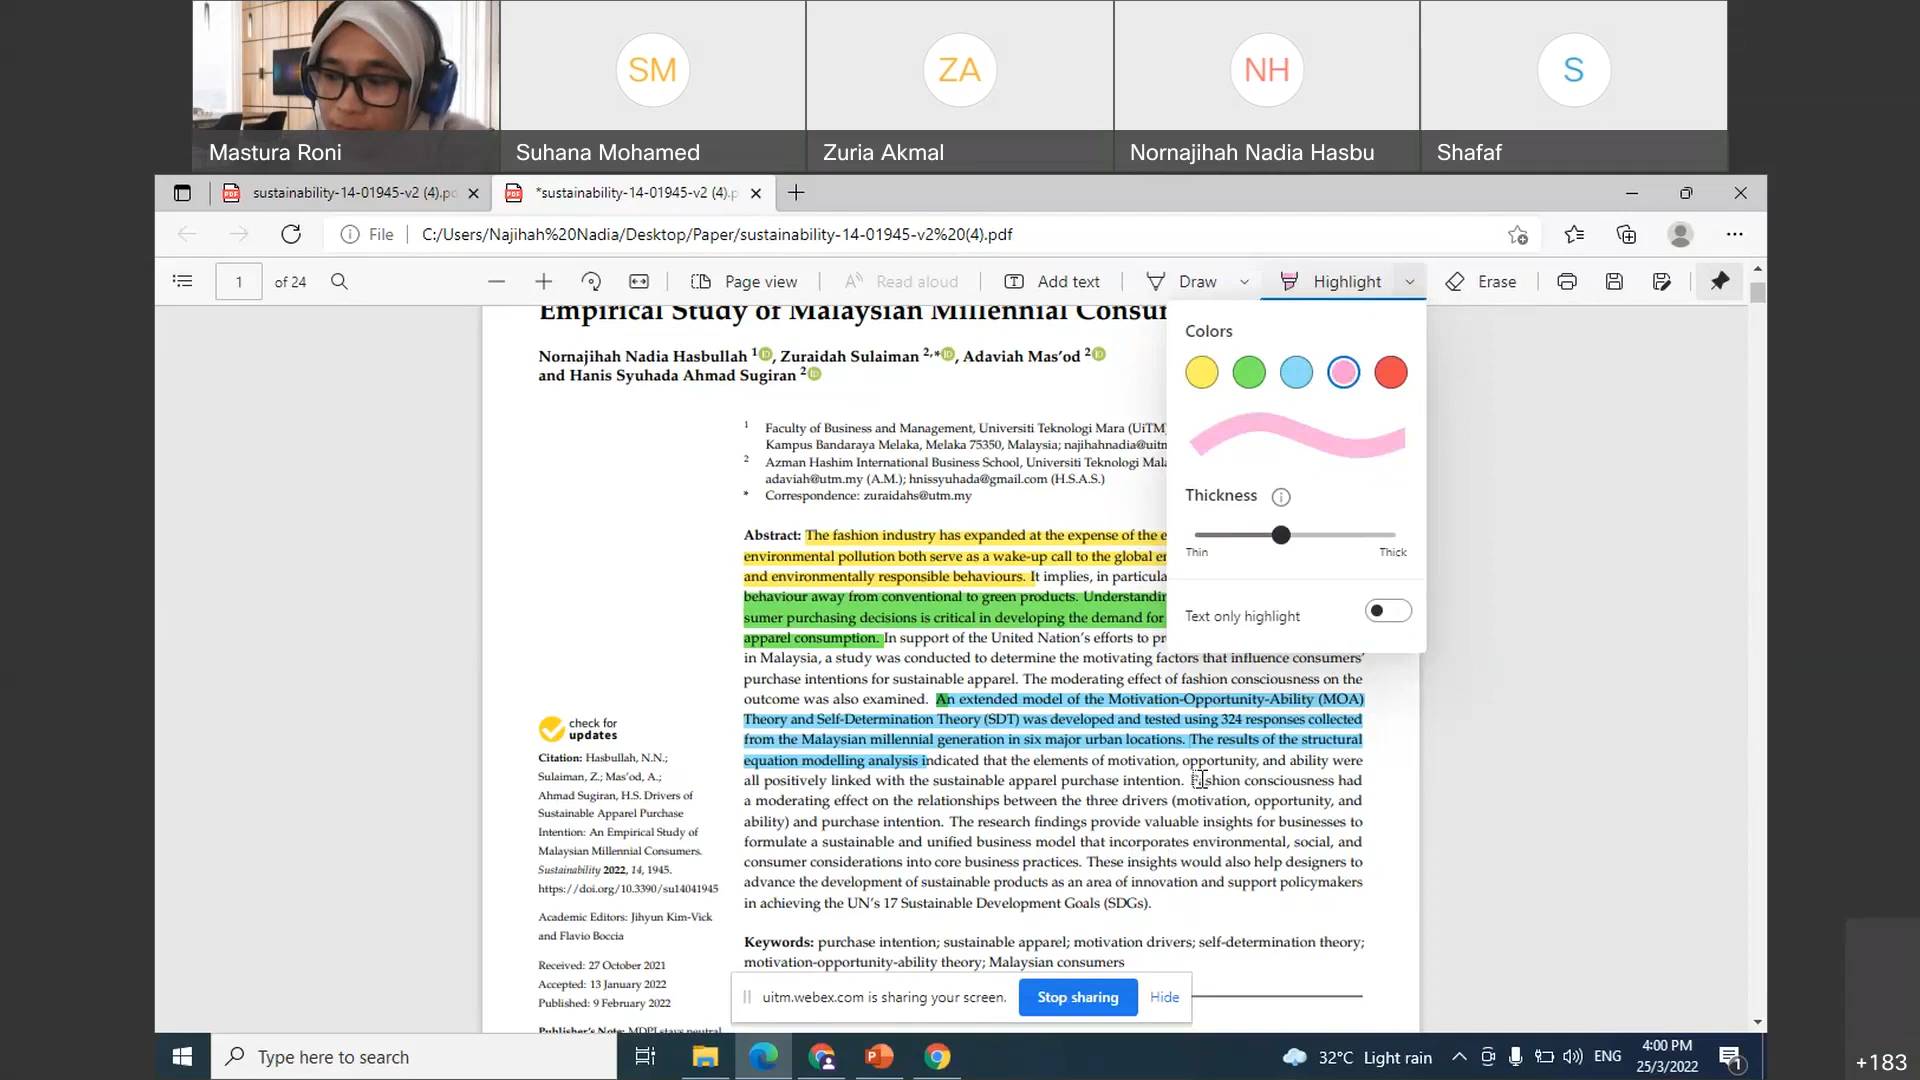 SM
ZA
NH
S
Mastura Roni
Suhana Mohamed
Zuria Akmal
Nornajihah Nadia Hasbu
Shafaf
sustainability-14-01945-v2 (4).p
*sustainability-14-01945-v2 (4).p
File
C:/Users/Najihah%20Nadia/Desktop/Paper/sustainability-14-01945-v2%20(4).pdf
1 of 24
Page view
Read aloud
Add text
Draw
Highlight
Erase
Empirical Study of Malaysian Millennial Consu
Nornajihah Nadia Hasbullah 1, Zuraidah Sulaiman 2,*, Adaviah Mas'od 2
and Hanis Syuhada Ahmad Sugiran 2
1 Faculty of Business and Management, Universiti Teknologi Mara (UiTM
Kampus Bandaraya Melaka, Melaka 75350, Malaysia; najihahnadia@uitm
2 Azman Hashim International Business School, Universiti Teknologi Mala
adaviah@utm.my (A.M.); hnissyuhada@gmail.com (H.S.A.S.)
* Correspondence: zuraidahs@utm.my
Colors
Thickness
Thin
Thick
Text only highlight
Abstract: The fashion industry has expanded at the expense of the e
environmental pollution both serve as a wake-up call to the global e
and environmentally responsible behaviours. It implies, in particula
behaviour away from conventional to green products. Understandin
sumer purchasing decisions is critical in developing the demand for
apparel consumption. In support of the United Nation's efforts to pr
in Malaysia, a study was conducted to determine the motivating factors that influence consumers'
purchase intentions for sustainable apparel. The moderating effect of fashion consciousness on the
outcome was also examined. An extended model of the Motivation-Opportunity-Ability (MOA)
Theory and Self-Determination Theory (SDT) was developed and tested using 324 responses collected
from the Malaysian millennial generation in six major urban locations. The results of the structural
equation modelling analysis indicated that the elements of motivation, opportunity, and ability were
all positively linked with the sustainable apparel purchase intention. Fashion consciousness had
a moderating effect on the relationships between the three drivers (motivation, opportunity, and
ability) and purchase intention. The research findings provide valuable insights for businesses to
formulate a sustainable and unified business model that incorporates environmental, social, and
consumer considerations into core business practices. These insights would also help designers to
advance the development of sustainable products as an area of innovation and support policymakers
in achieving the UN's 17 Sustainable Development Goals (SDGs).
Keywords: purchase intention; sustainable apparel; motivation drivers; self-determination theory;
motivation-opportunity-ability theory; Malaysian consumers
check for
updates
Citation: Hasbullah, N.N.;
Sulaiman, Z.; Mas'od, A.;
Ahmad Sugiran, H.S. Drivers of
Sustainable Apparel Purchase
Intention: An Empirical Study of
Malaysian Millennial Consumers.
Sustainability 2022, 14, 1945.
https://doi.org/10.3390/su14041945
Academic Editors: Jihyun Kim-Vick
and Flavio Boccia
Received: 27 October 2021
Accepted: 13 January 2022
Published: 9 February 2022
Publisher's Note: MDPI stays neutral
uitm.webex.com is sharing your screen.
Stop sharing
Hide
Type here to search
32°C Light rain
ENG
4:00 PM
25/3/2022
1
+183